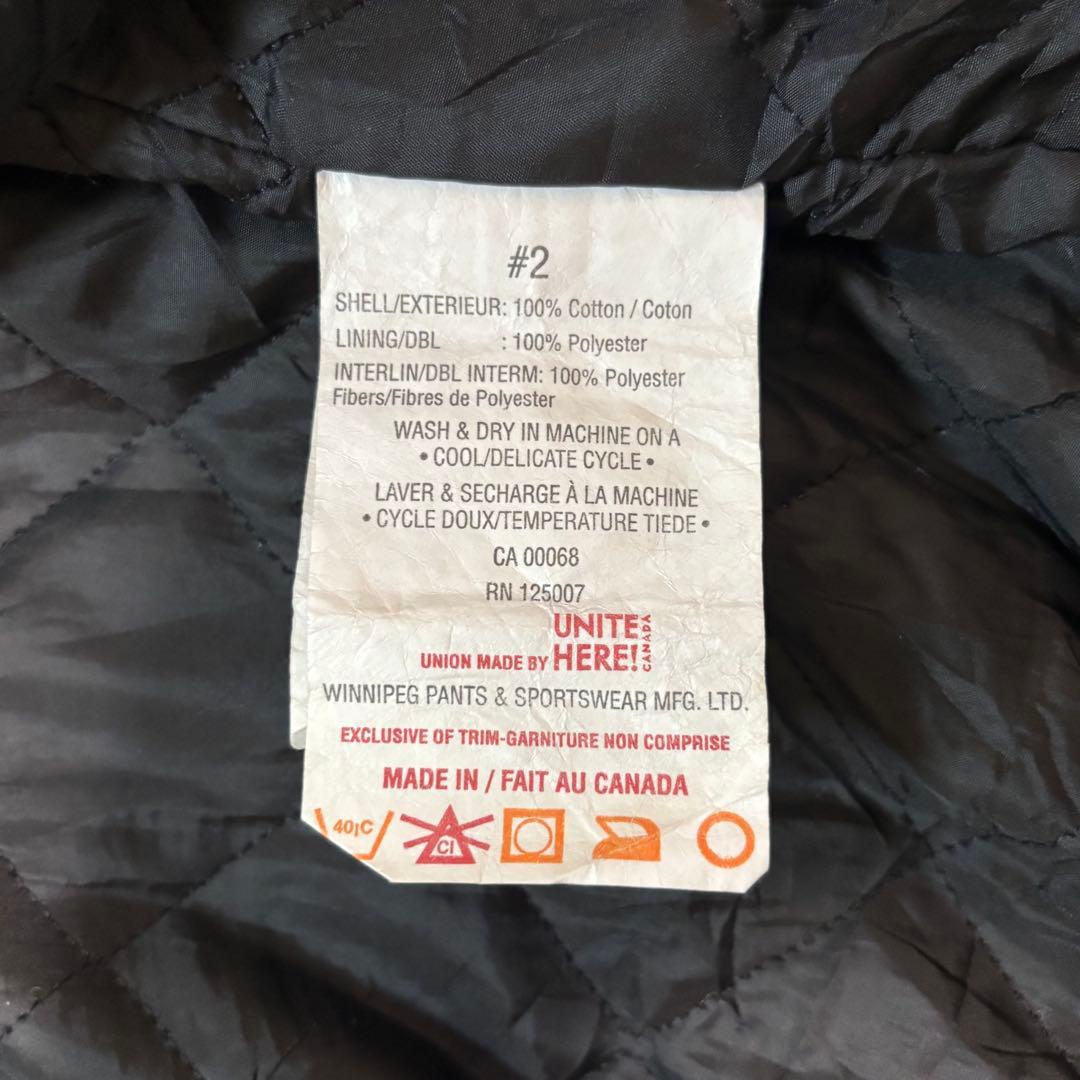 #2
SHELL/EXTERIEUR: 100% Cotton / Coton
LINING/DBL : 100% Polyester
INTERLIN/DBL INTERM: 100% Polyester
Fibers/Fibres de Polyester
WASH & DRY IN MACHINE ON A
• COOL/DELICATE CYCLE •
LAVER & SECHARGE À LA MACHINE
• CYCLE DOUX/TEMPERATURE TIEDE •
CA 00068
RN 125007
UNION MADE BY UNITE HERE! CANADA
WINNIPEG PANTS & SPORTSWEAR MFG. LTD.
EXCLUSIVE OF TRIM-GARNITURE NON COMPRISE
MADE IN / FAIT AU CANADA
40¡C Cl